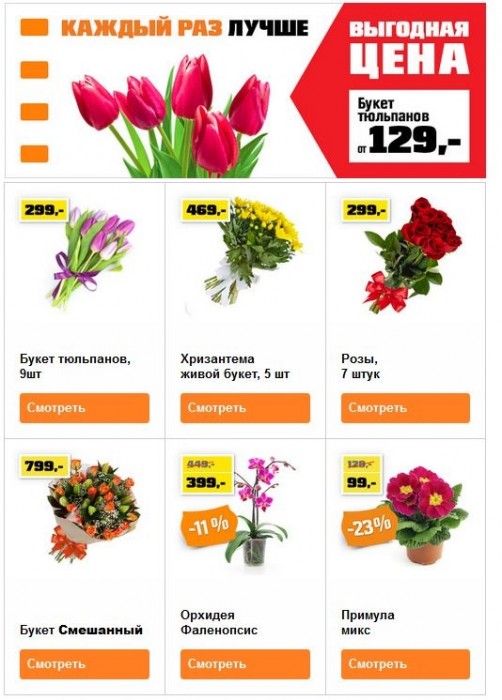 КАЖДЫЙ РАЗ ЛУЧШЕ
ВЫГОДНАЯ
ЦЕНА
Букет
тюльпанов
от 129,-
299,-
469,-
299,-
Букет тюльпанов,
9шт
Хризантема
живой букет, 5 шт
Розы,
7 штук
Смотреть
Смотреть
Смотреть
799,-
449,-
399,-
-11%
129,-
99,-
-23%
Букет Смешанный
Орхидея
Фаленопсис
Примула
микс
Смотреть
Смотреть
Смотреть